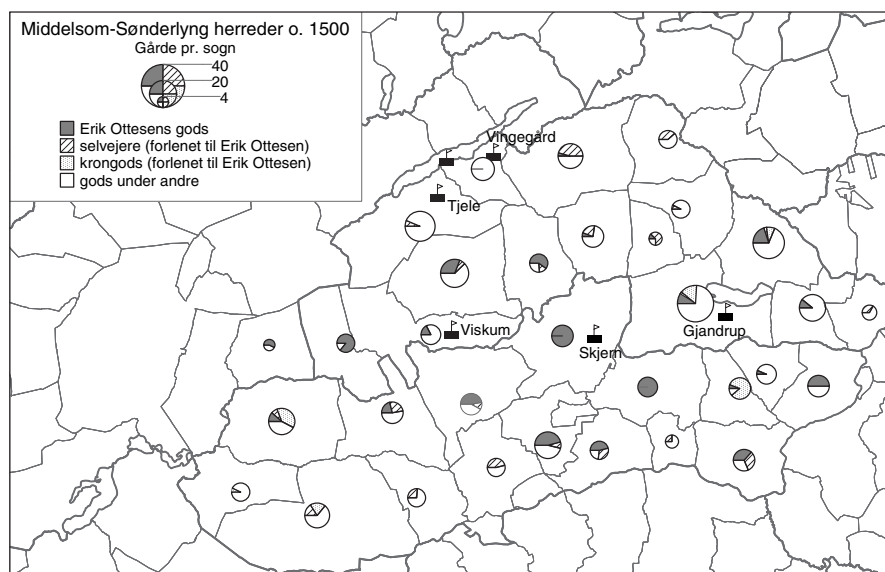 Middelsom-Sønderlyng herreder o. 1500
Gårde pr. sogn
40
20
4
Erik Ottesens gods
selvejere (forlenet til Erik Ottesen)
krongods (forlenet til Erik Ottesen)
gods under andre
Vingegård
Tjele
Viskum
Skjern
Gjandrup